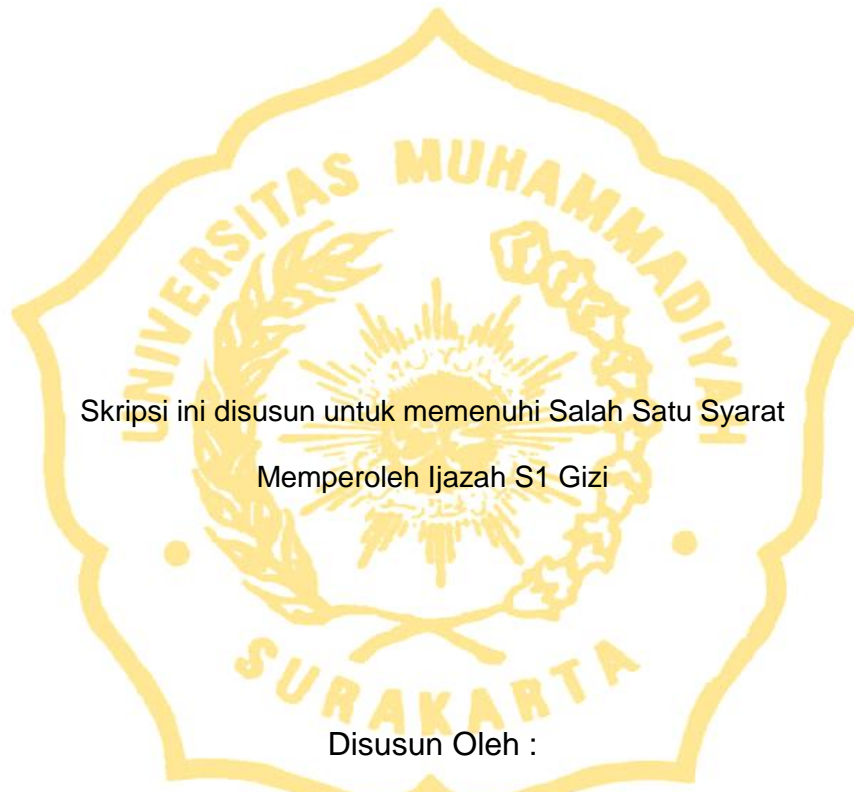 UNIVERSITAS MUHAMMADIYAH
Skripsi ini disusun untuk memenuhi Salah Satu Syarat
Memperoleh Ijazah S1 Gizi
SURAKARTA
Disusun Oleh :